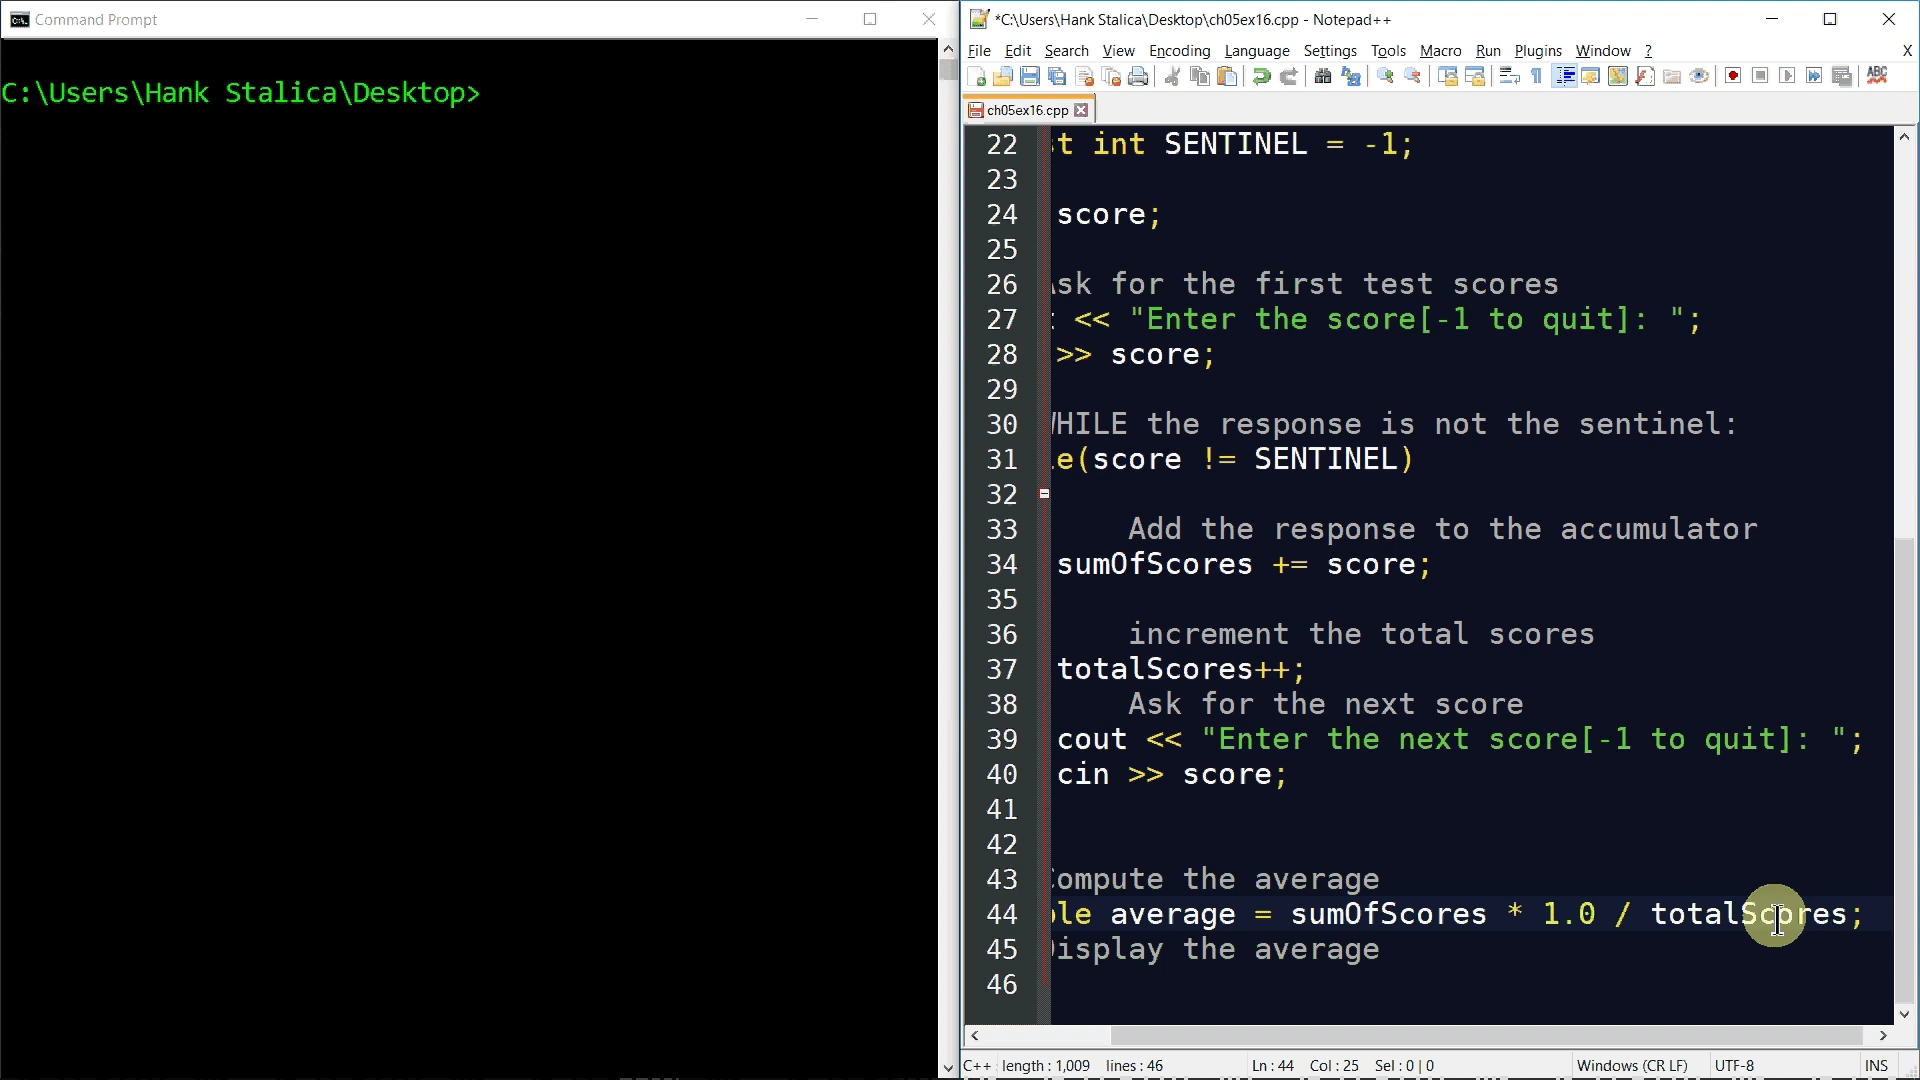 Command Prompt
C:\Users\Hank Stalica\Desktop>
*C:\Users\Hank Stalica\Desktop\ch05ex16.cpp - Notepad++
File Edit Search View Encoding Language Settings Tools Macro Run Plugins Window ? X
ABC
ch05ex16.cpp
22 t int SENTINEL = -1;
23
24 score;
25
26 sk for the first test scores
27 << "Enter the score[-1 to quit]: ";
28 >> score;
29
30 HILE the response is not the sentinel:
31 e(score != SENTINEL)
32
33 Add the response to the accumulator
34 sumOfScores += score;
35
36 increment the total scores
37 totalScores++;
38 Ask for the next score
39 cout << "Enter the next score[-1 to quit]: ";
40 cin >> score;
41
42
43 ompute the average
44 le average = sumOfScores * 1.0 / totalScores;
45 isplay the average
46
C++ length : 1,009 lines : 46 Ln : 44 Col : 25 Sel : 0 | 0 Windows (CR LF) UTF-8 INS